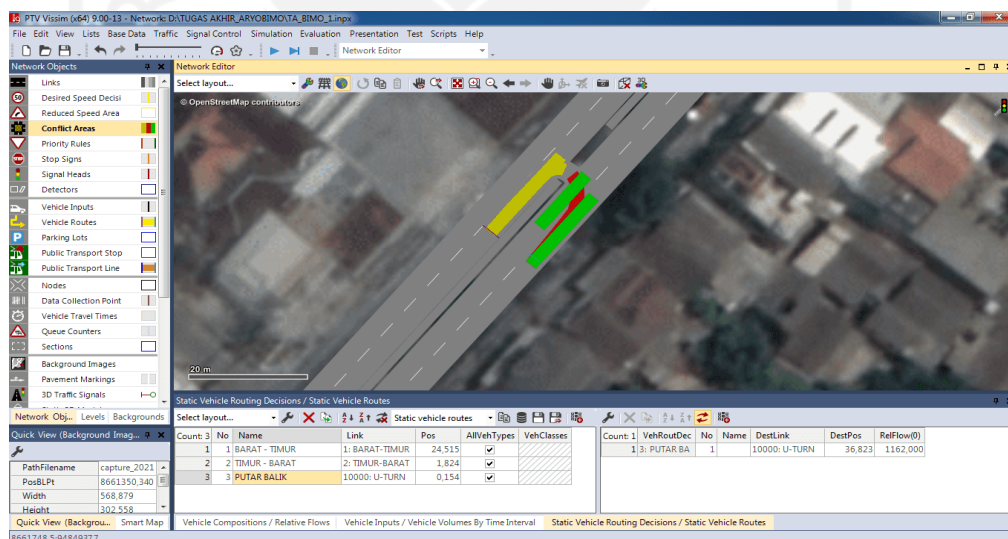 PTV Vissim (x64) 9.00-13 - Network: D:\TUGAS AKHIR_ARYOBIMO\TA_BIMO_1.inpx
File Edit View Lists Base Data Traffic Signal Control Simulation Evaluation Presentation Test Scripts Help
Network Editor
Network Objects
Links
Desired Speed Decisi
Reduced Speed Area
Conflict Areas
Priority Rules
Stop Signs
Signal Heads
Detectors
Vehicle Inputs
Vehicle Routes
Parking Lots
Public Transport Stop
Public Transport Line
Nodes
Data Collection Point
Vehicle Travel Times
Queue Counters
Sections
Background Images
Pavement Markings
3D Traffic Signals
Network Obj... Levels Backgrounds
Quick View (Background Imag...
PathFilename capture_2021
PosBLPt 8661350,340
Width 568,879
Height 302,558
Quick View (Backgrou... Smart Map
Network Editor
Select layout...
© OpenStreetMap contributors
20 m
Static Vehicle Routing Decisions / Static Vehicle Routes
Select layout... Static vehicle routes
Count: 3 No Name Link Pos AllVehTypes VehClasses
1 1 BARAT - TIMUR 1: BARAT-TIMUR 24,515
2 2 TIMUR - BARAT 2: TIMUR-BARAT 1,824
3 3 PUTAR BALIK 10000: U-TURN 0,154
Count: 1 VehRoutDec No Name DestLink DestPos RelFlow(0)
1 3: PUTAR BA 1 10000: U-TURN 36,823 1162,000
Vehicle Compositions / Relative Flows Vehicle Inputs / Vehicle Volumes By Time Interval Static Vehicle Routing Decisions / Static Vehicle Routes